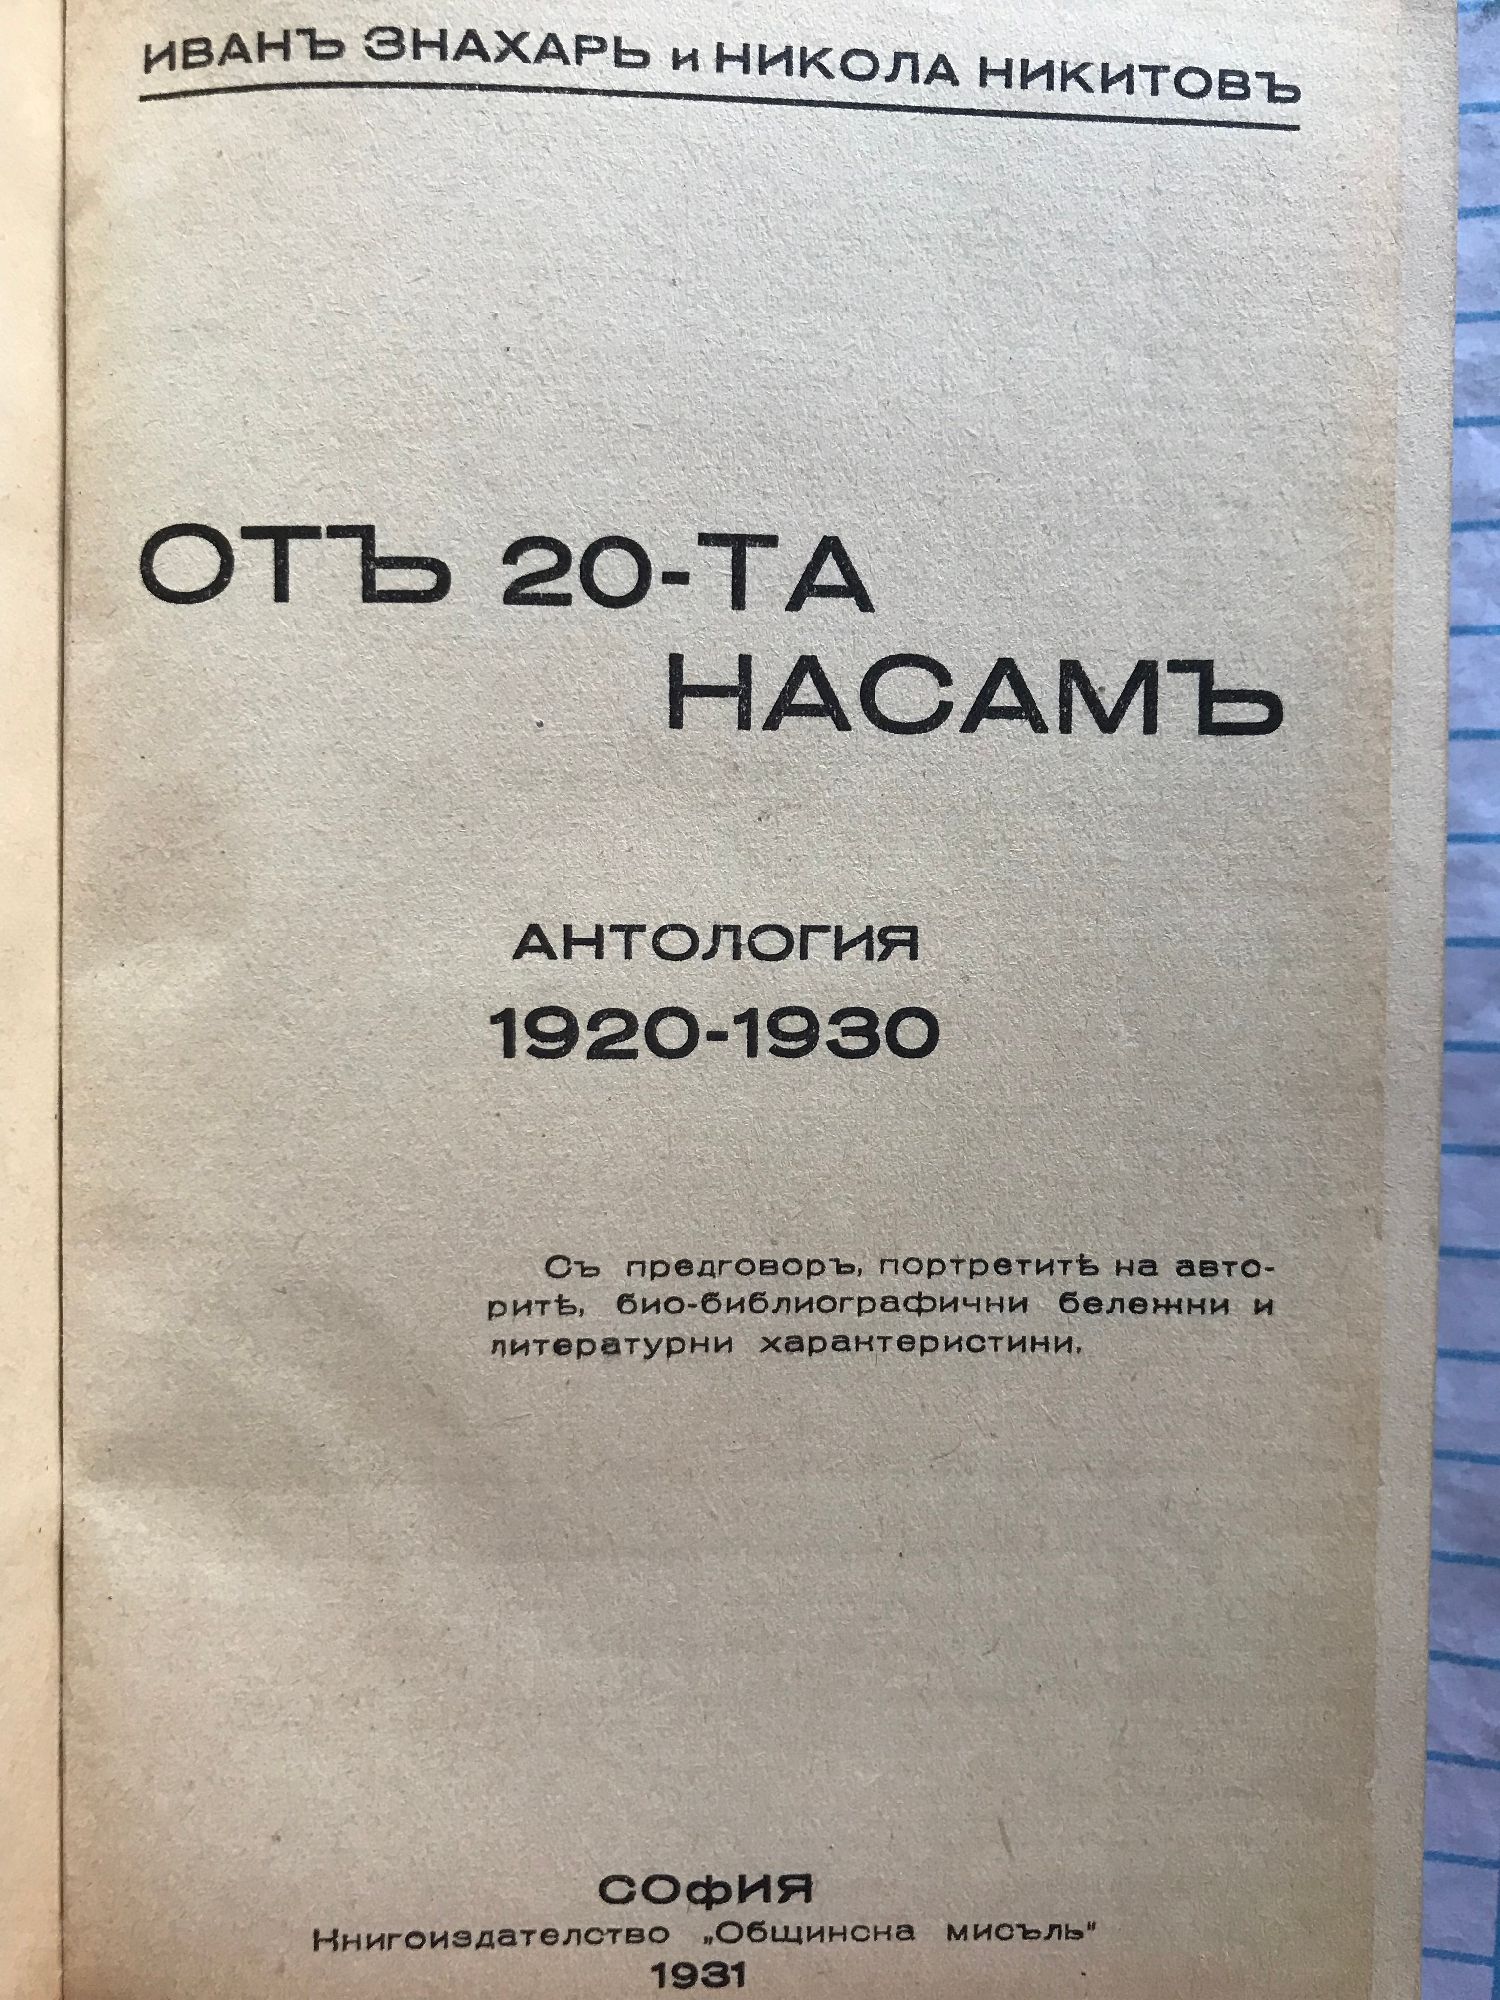 ИВАНЪ ЗНАХАРЬ и НИКОЛА НИКИТОВЪ
ОТЪ 20-ТА
НАСАМЪ
АНТОЛОГИЯ
1920-1930
Съ предговоръ, портретитѣ на авто-
ритѣ, био-библиографични бележки и
литературни характеристики.
СОФИЯ
Книгоиздателство „Общинска мисъль"
1931